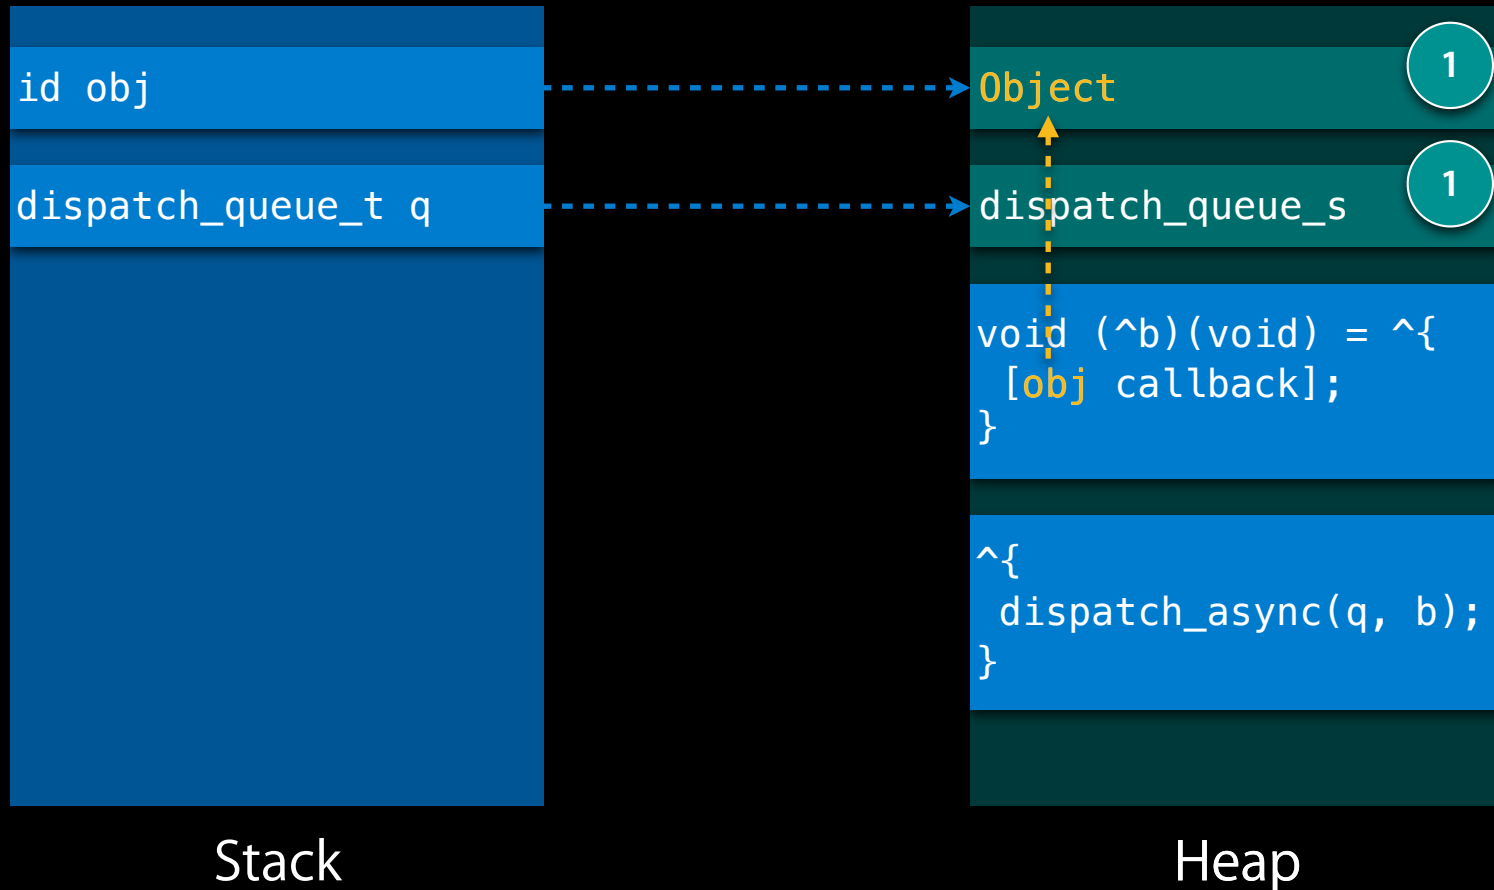 id obj
dispatch_queue_t q
Stack
Object
1
dispatch_queue_s
1
void (^b)(void) = ^{
[obj callback];
}
^{
dispatch_async(q, b);
}
Heap